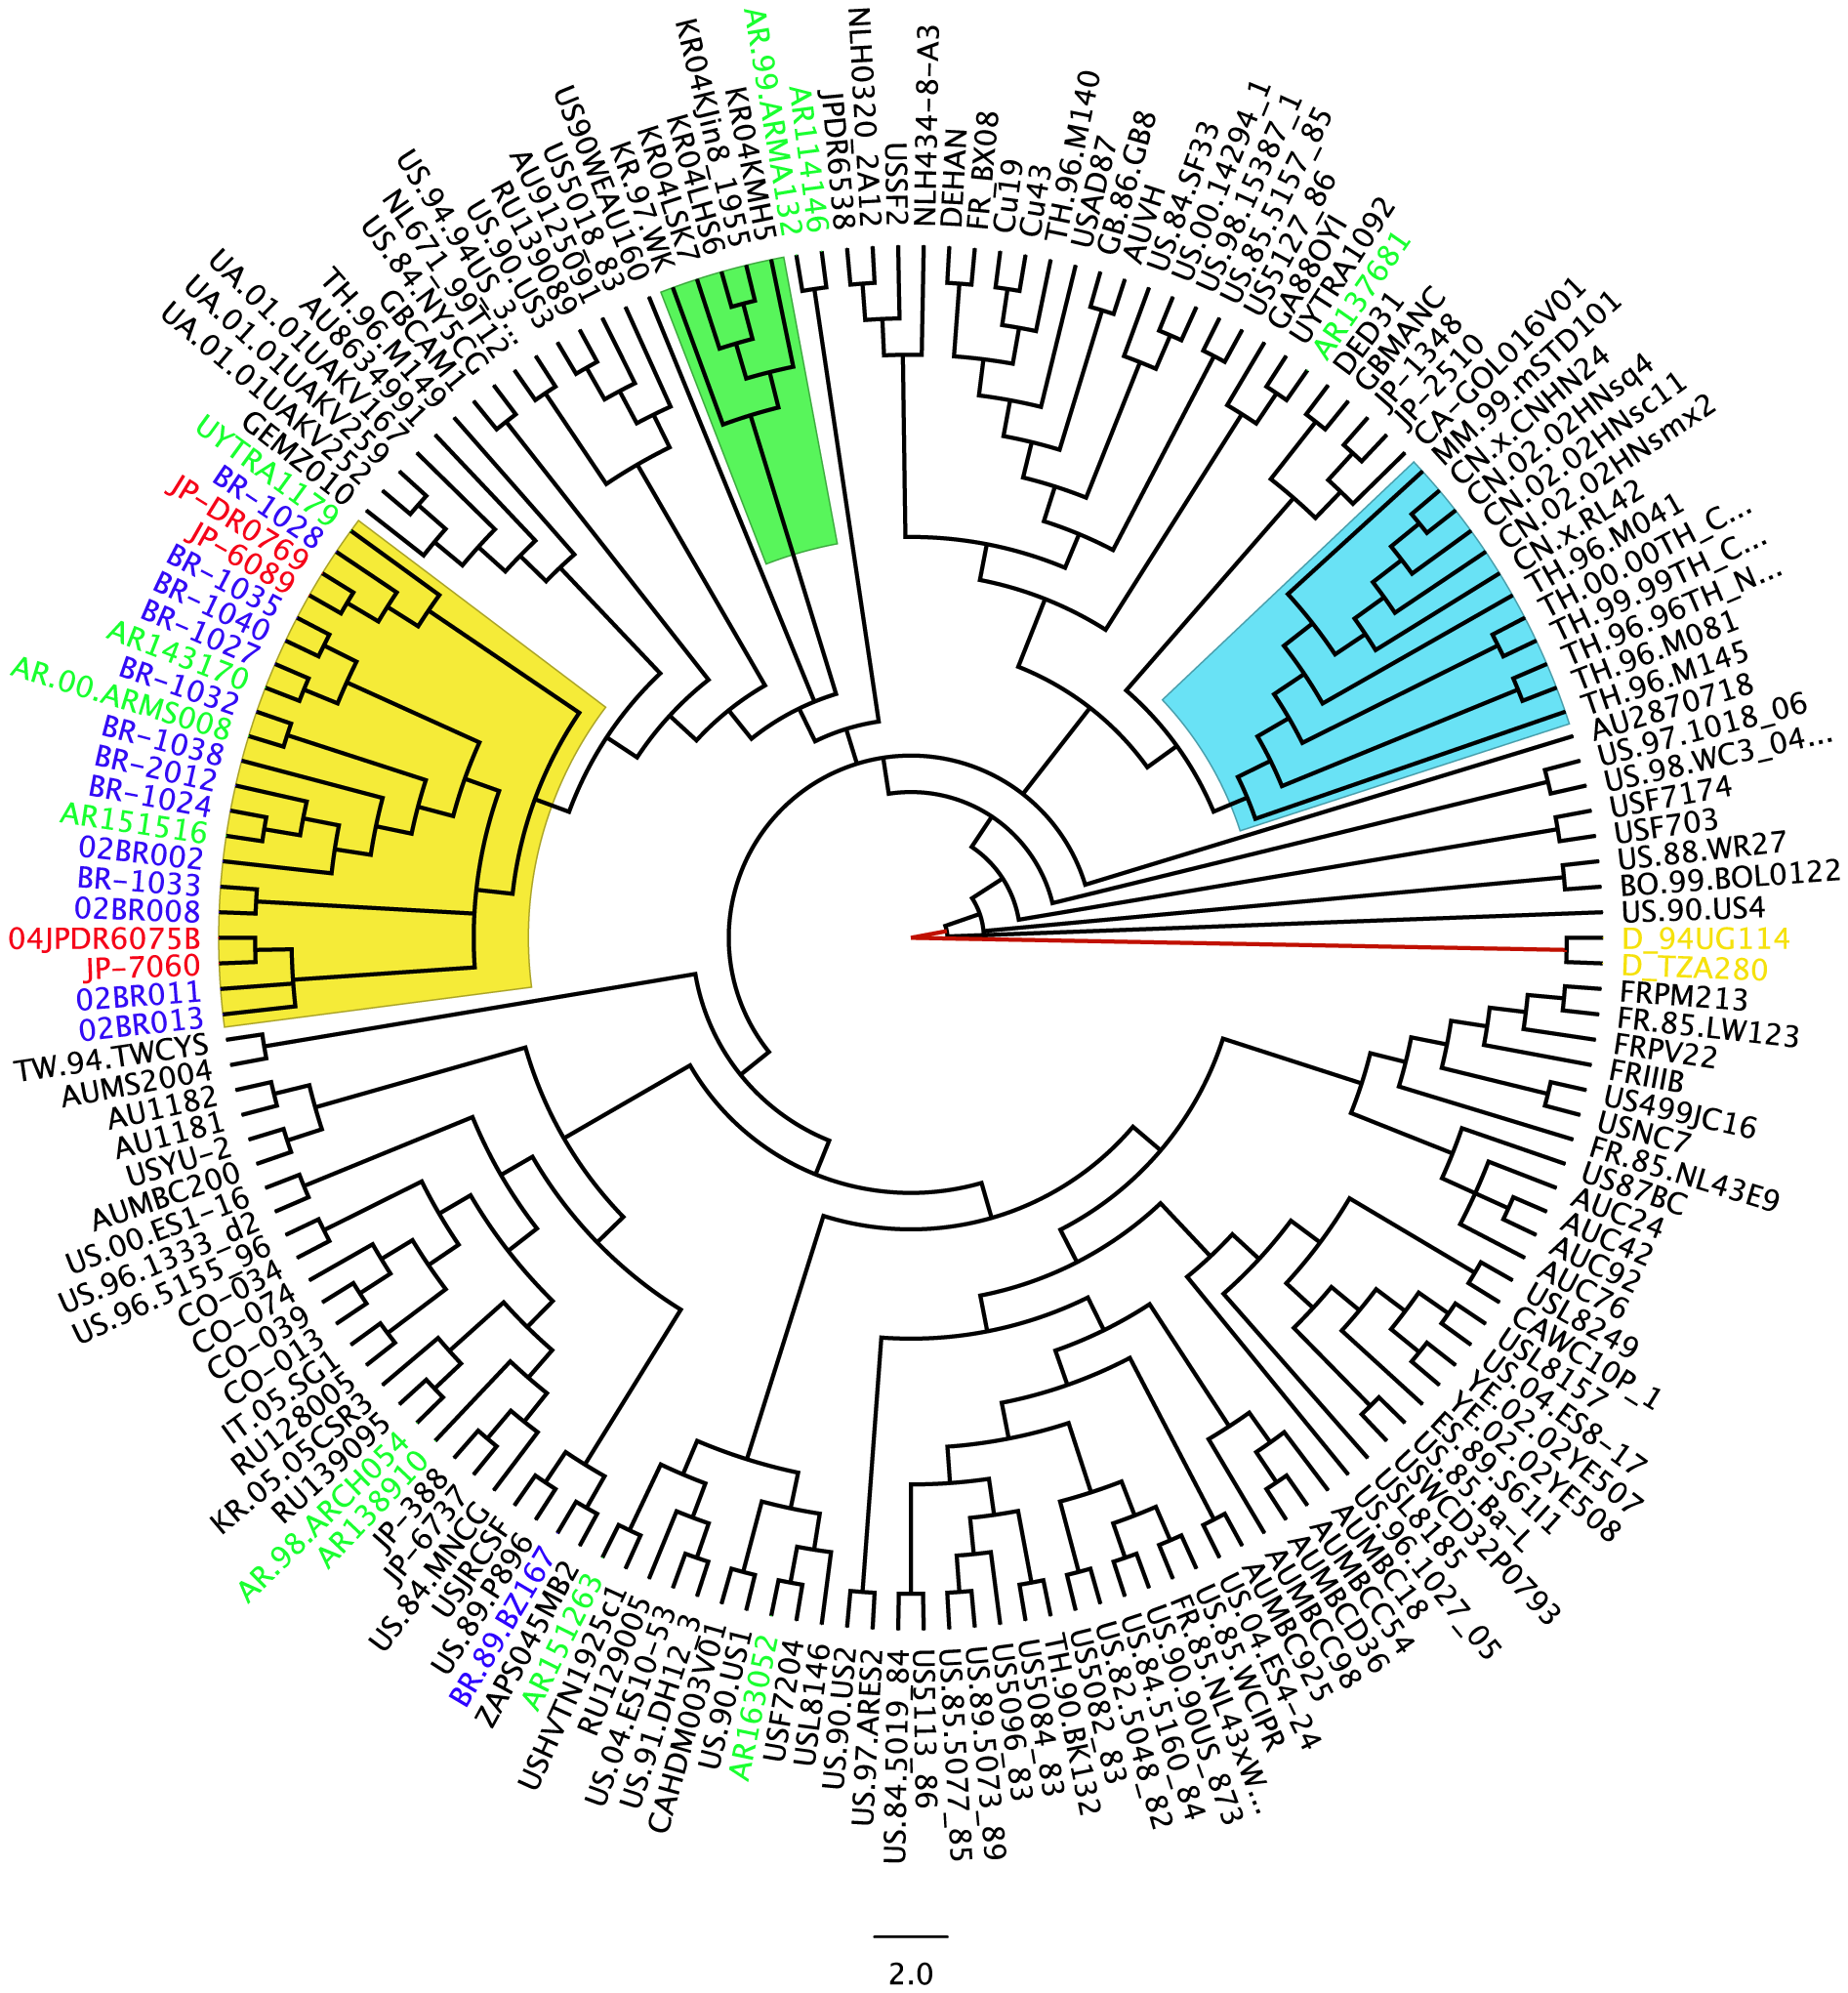 NLH0320_2A12
USSF2
NLH434-8-A3
DEHAN
FR_BX08
Cu19
Cu43
TH.96.M140
USAD87
GB.86.GB8
AUVH
US.84.SF33
US.00.14294_1
US.98.15387_1
US.85.5157_85
US5127_86
GA88OYI
UYTRA1092
AR137681
DED31
GBMANC
JP-1348
JP-2510
CA-GOL016V01
MM.99.mSTD101
CN.x.CNHN24
CN.02.02HNsq4
CN.02.02HNsc11
CN.02.02HNsmx2
CN.x.RL42
TH.96.M041
TH.00.00TH_C...
TH.99.99TH_C...
TH.96.96TH_N...
TH.96.M081
TH.96.M145
AU2870718
US.97.1018_06
US.98.WC3_04...
USF7174
USF703
US.88.WR27
BO.99.BOL0122
US.90.US4
D_94UG114
D_TZA280
FRPM213
FR.85.LW123
FRPV22
FRIIIB
US499JC16
USNC7
FR.85.NL43E9
US87BC
AUC24
AUC42
AUC92
AUC76
USL8249
CAWC10P_1
USL8157
US.04.ES8-17
YE.02.02YE507
YE.02.02YE508
ES.89.S61I1
US.85.Ba-L
USWCD32P0793
USL8185
US.96.1027_05
AUMBC18
AUMBCC54
AUMBCD36
AUMBCC98
AUMBC925
US.04.ES4-24
US.85.WCIPR
FR.85.NL43xW...
US.90.90US_873
US.84.5160_84
US.82.5048_82
US5082_83
TH.90.BK132
US5084_83
US5096_83
US.89.5073_89
US.85.5077_85
US5113_86
US.84.5019_84
US.97.ARES2
US.90.US2
USL8146
USF7204
AR163052
US.90.US1
CAHDM003V01
US.91.DH12_3
US.04.ES10-53
RU129005
USHVTN1925c1
AR151263
ZAPS045MB2
BR.89.BZ167
US.89.P896
USJRCSF
US.84.MNCG
JP-6737
JP-388
AR138910
AR.98.ARCH054
RU139095
KR.05.05CSR3
RU128005
IT.05.SG1
CO-013
CO-039
CO-074
CO-034
US.96.5155_96
US.96.1333_d2
US.00.ES1-16
AUMBC200
USYU-2
AU1181
AU1182
AUMS2004
TW.94.TWCYS
02BR013
02BR011
JP-7060
04JPDR6075B
02BR008
BR-1033
02BR002
AR151516
BR-1024
BR-2012
BR-1038
AR.00.ARMS008
BR-1032
AR143170
BR-1027
BR-1040
BR-1035
JP-6089
JP-DR0769
BR-1028
UYTRA1179
GEMZ010
UA.01.01UAKV252
UA.01.01UAKV259
UA.01.01UAKV167
AU8634991
TH.96.M149
GBCAM1
US.84.NY5CG
NL671_99T12
US.94.94US_3...
US.90.US3
RU139089
AU9125091
US5018_83
US90WEAU160
KR.97.WK
KR04LSK7
KR04LHS6
KR04KJin8_1955
KR04KMH5
AR.99.ARMA132
AR14146
JPDR6538
2.0